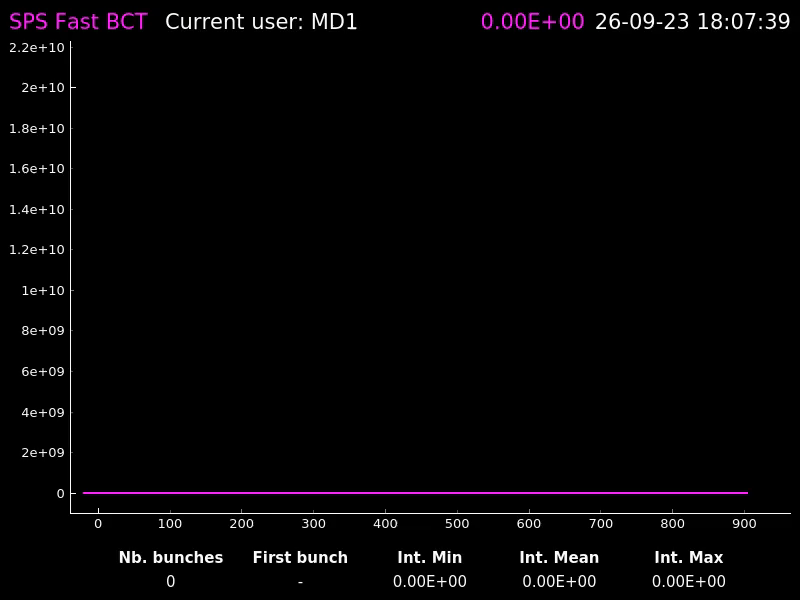 SPS Fast BCT Current user: MD1 0.00E+00 26-09-23 18:07:39
2.2e+10
2e+10
1.8e+10
1.6e+10
1.4e+10
1.2e+10
1e+10
8e+09
6e+09
4e+09
2e+09
0
0 100 200 300 400 500 600 700 800 900
Nb. bunches First bunch Int. Min Int. Mean Int. Max
0 - 0.00E+00 0.00E+00 0.00E+00